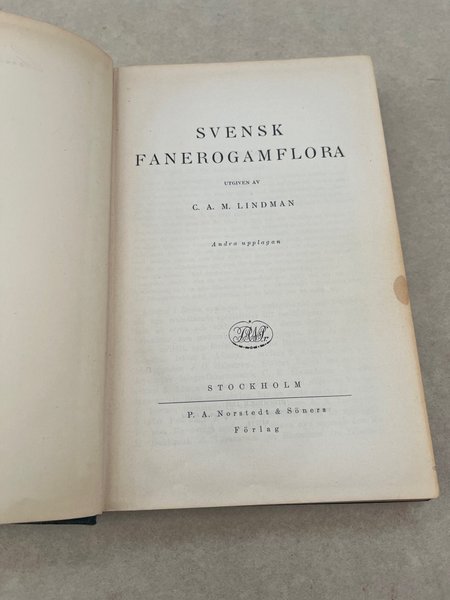 SVENSK
FANEROGAMFLORA
UTGIVEN AV
C. A. M. LINDMAN
Andra upplagan
STOCKHOLM
P. A. Norstedt & Söners
Förlag